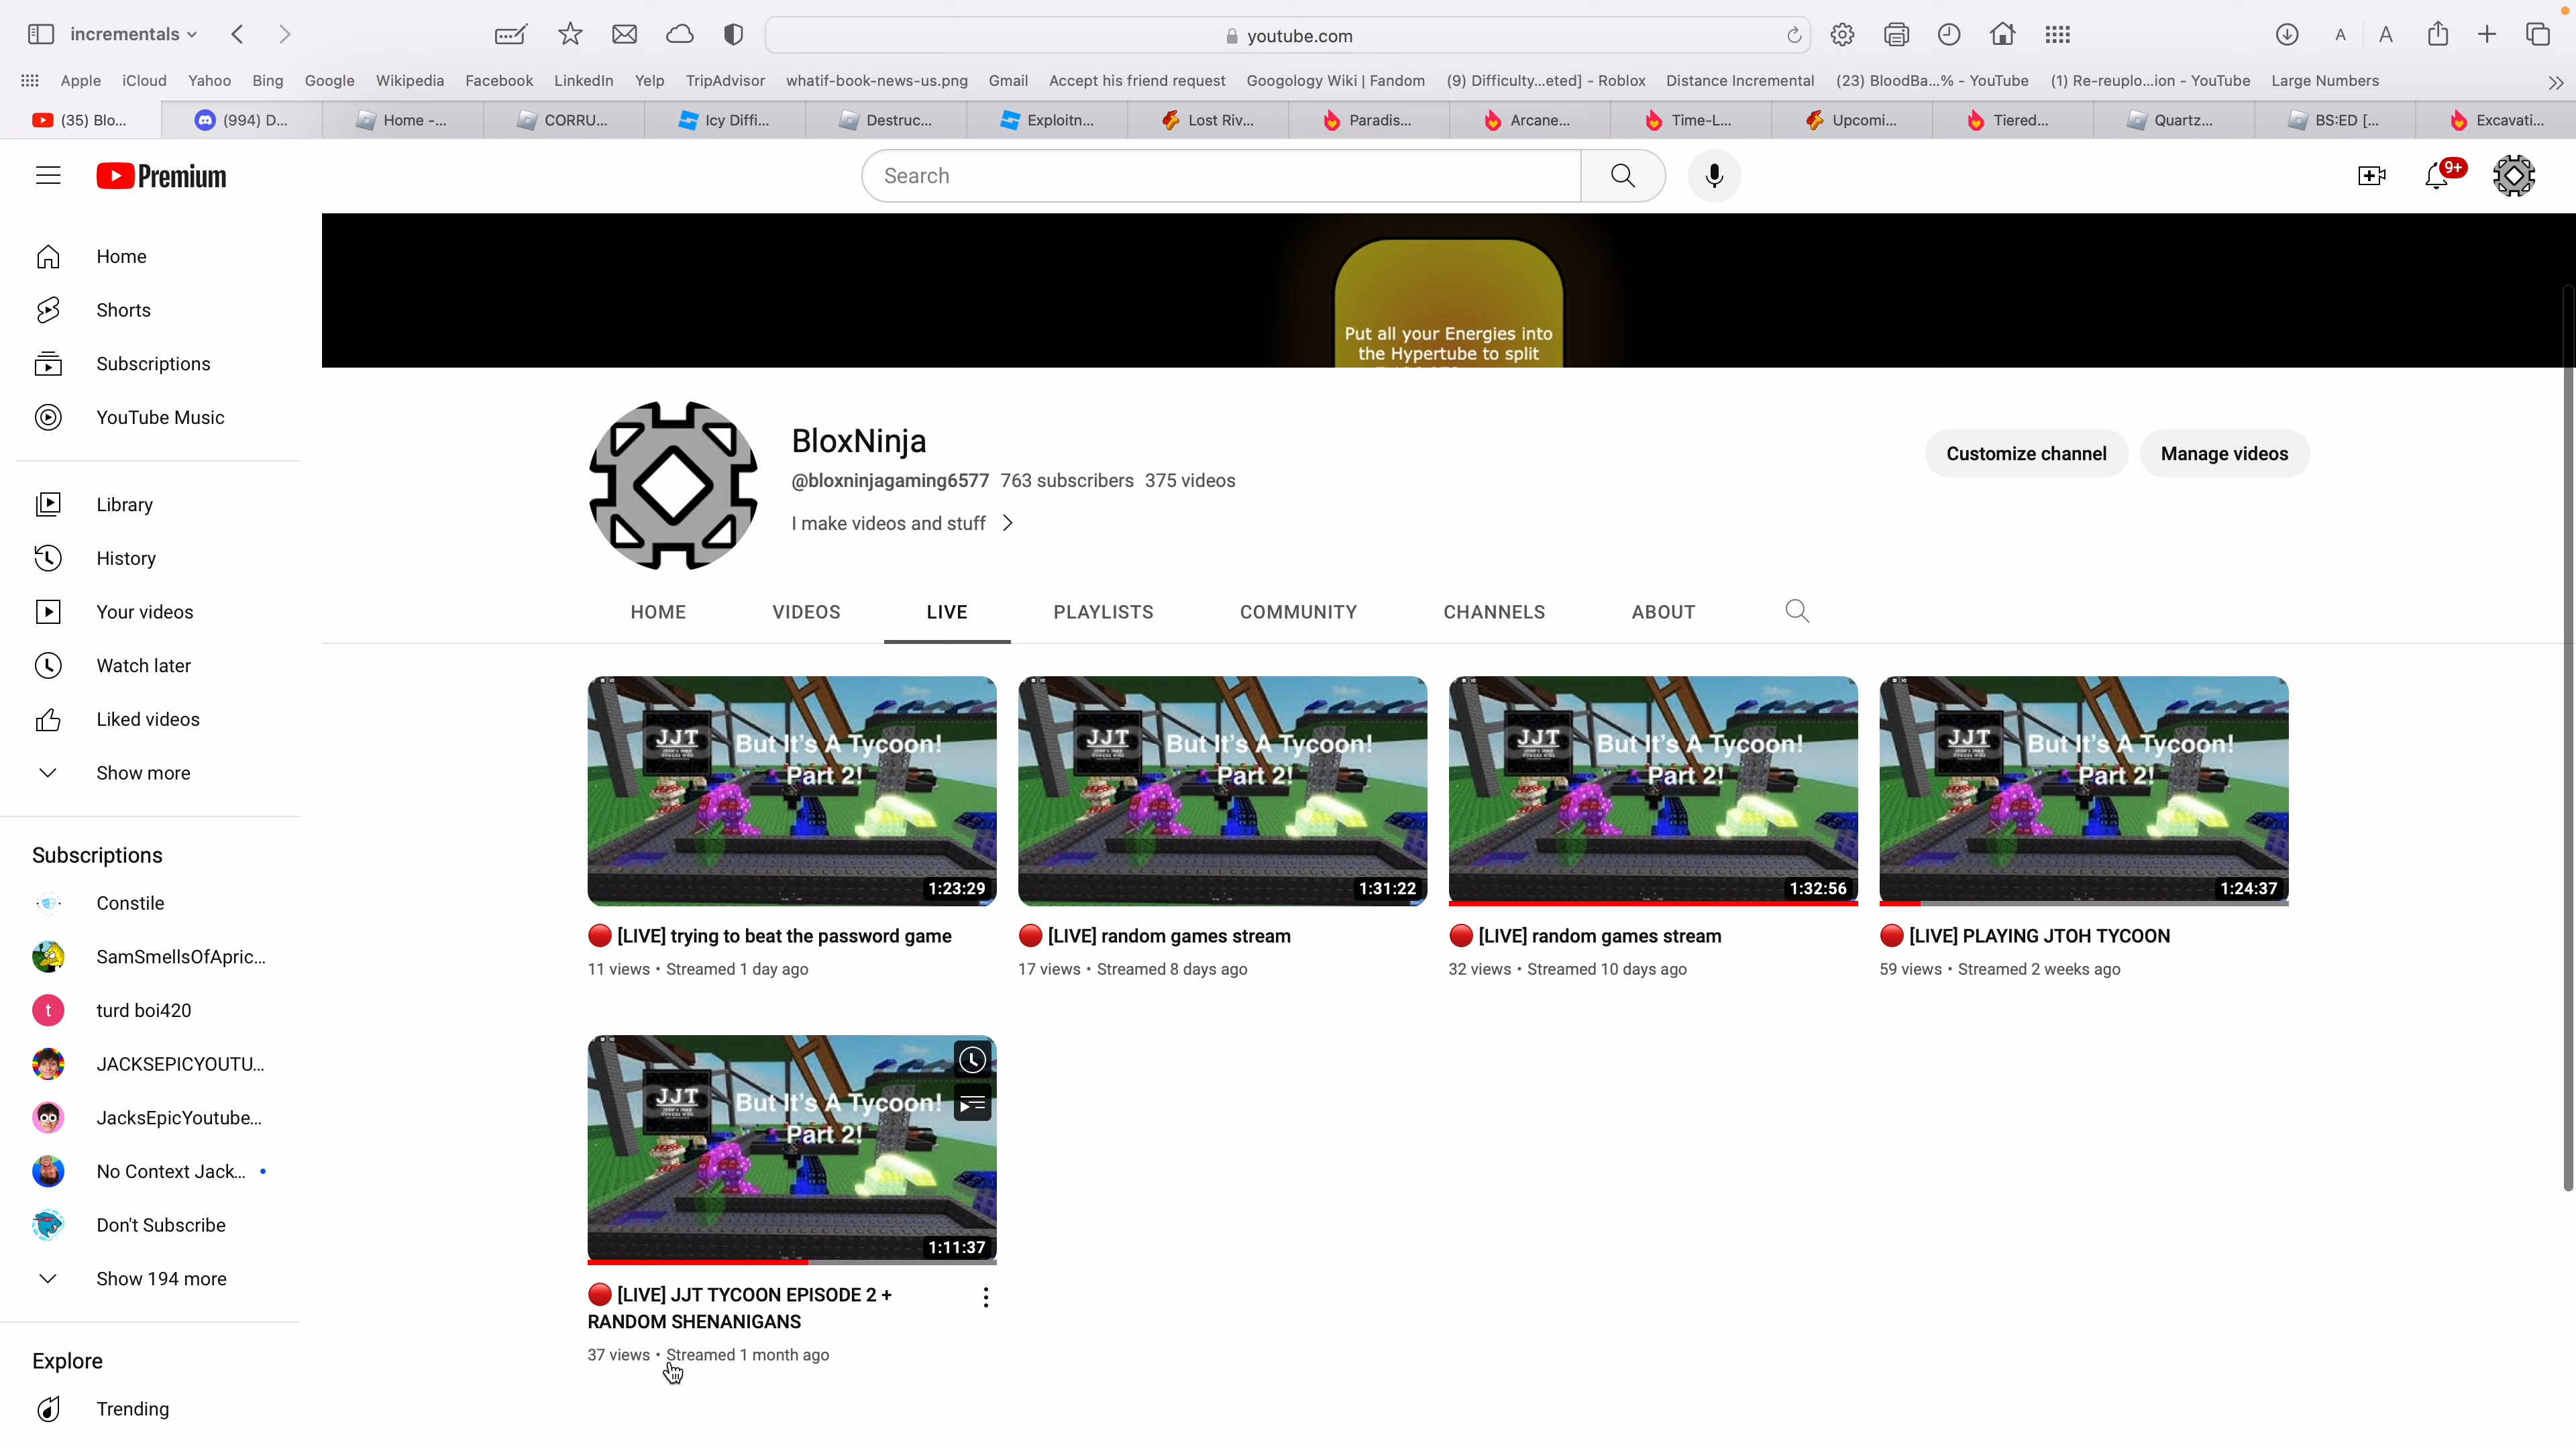 incrementals
youtube.com
A A
Apple iCloud Yahoo Bing Google Wikipedia Facebook LinkedIn Yelp TripAdvisor whatif-book-news-us.png Gmail Accept his friend request Googology Wiki | Fandom (9) Difficulty...eted] - Roblox Distance Incremental (23) BloodBa...% - YouTube (1) Re-reuplo...ion - YouTube Large Numbers
(35) Blo... (994) D... Home -... CORRU... Icy Diffi... Destruc... Exploitn... Lost Riv... Paradis... Arcane... Time-L... Upcomi... Tiered... Quartz... BS:ED [... Excavati...
Premium
Search
9+
Home
Shorts
Subscriptions
YouTube Music
Library
History
Your videos
Watch later
Liked videos
Show more
Subscriptions
Constile
SamSmellsOfApric...
t
turd boi420
JACKSEPICYOUTU...
JacksEpicYoutube...
No Context Jack...
Don't Subscribe
Show 194 more
Explore
Trending
Put all your Energies into
the Hypertube to split
BloxNinja
@bloxninjagaming6577 763 subscribers 375 videos
I make videos and stuff
Customize channel
Manage videos
HOME VIDEOS LIVE PLAYLISTS COMMUNITY CHANNELS ABOUT
JJT
But It's A Tycoon!
Part 2!
1:23:29
[LIVE] trying to beat the password game
11 views • Streamed 1 day ago
JJT
But It's A Tycoon!
Part 2!
1:31:22
[LIVE] random games stream
17 views • Streamed 8 days ago
JJT
But It's A Tycoon!
Part 2!
1:32:56
[LIVE] random games stream
32 views • Streamed 10 days ago
JJT
But It's A Tycoon!
Part 2!
1:24:37
[LIVE] PLAYING JTOH TYCOON
59 views • Streamed 2 weeks ago
JJT
But It's A Tycoon!
Part 2!
1:11:37
[LIVE] JJT TYCOON EPISODE 2 +
RANDOM SHENANIGANS
37 views • Streamed 1 month ago